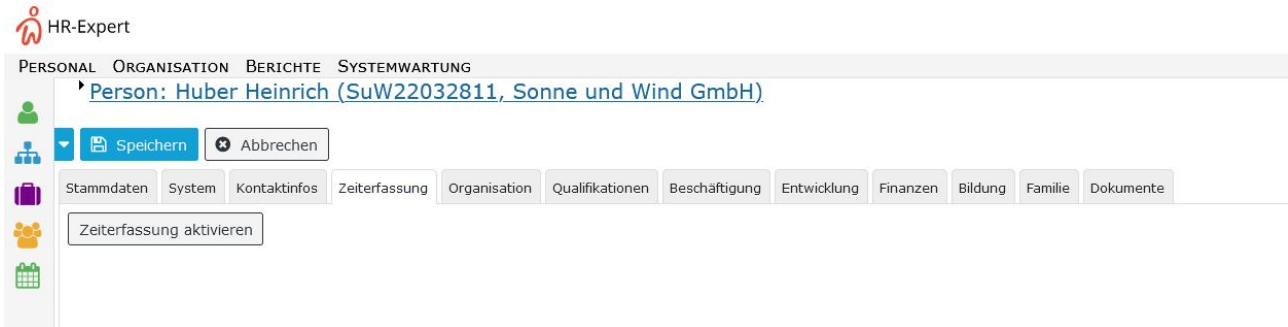 HR-Expert
PERSONAL ORGANISATION BERICHTE SYSTEMWARTUNG
Person: Huber Heinrich (SuW22032811, Sonne und Wind GmbH)
Speichern Abbrechen
Stammdaten System Kontaktinfos Zeiterfassung Organisation Qualifikationen Beschäftigung Entwicklung Finanzen Bildung Familie Dokumente
Zeiterfassung aktivieren